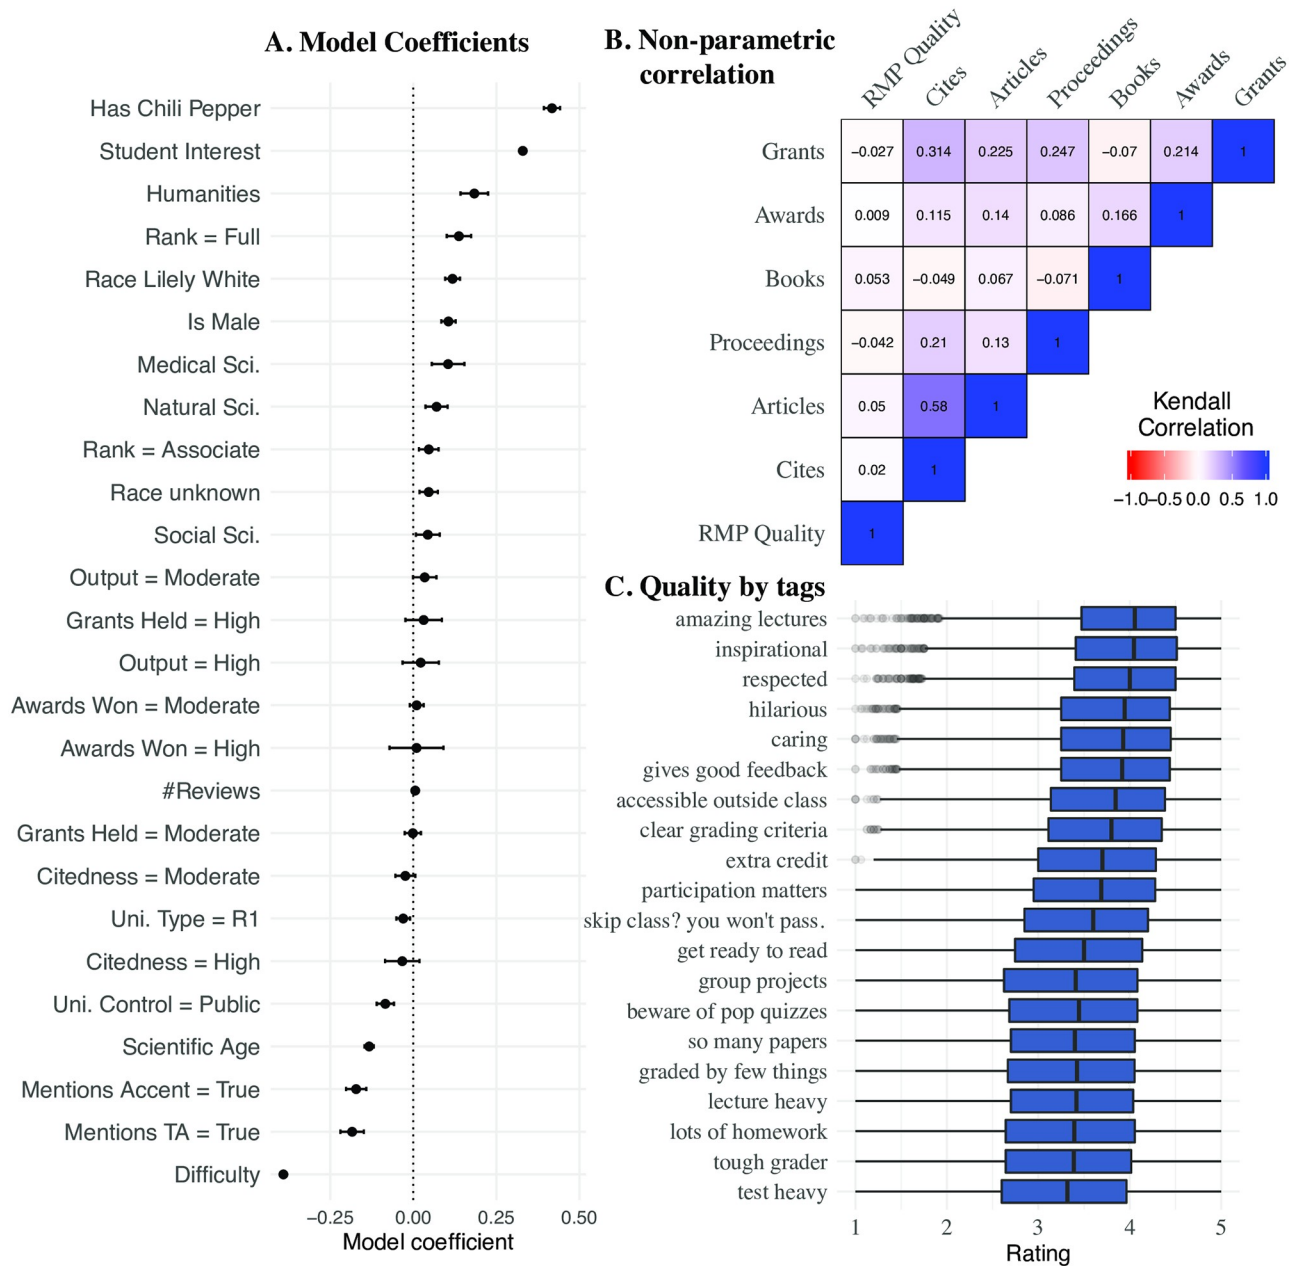 A. Model Coefficients
Has Chili Pepper
Student Interest
Humanities
Rank = Full
Race Lilely White
Is Male
Medical Sci.
Natural Sci.
Rank = Associate
Race unknown
Social Sci.
Output = Moderate
Grants Held = High
Output = High
Awards Won = Moderate
Awards Won = High
#Reviews
Grants Held = Moderate
Citedness = Moderate
Uni. Type = R1
Citedness = High
Uni. Control = Public
Scientific Age
Mentions Accent = True
Mentions TA = True
Difficulty
−0.25 0.00 0.25 0.50
Model coefficient
B. Non-parametric
correlation
RMP Quality
Cites
Articles
Proceedings
Books
Awards
Grants
Grants −0.027 0.314 0.225 0.247 −0.07 0.214 1
Awards 0.009 0.115 0.14 0.086 0.166 1
Books 0.053 −0.049 0.067 −0.071 1
Proceedings −0.042 0.21 0.13 1
Articles 0.05 0.58 1
Cites 0.02 1
RMP Quality 1
Kendall
Correlation
−1.0 −0.5 0.0 0.5 1.0
C. Quality by tags
amazing lectures
inspirational
respected
hilarious
caring
gives good feedback
accessible outside class
clear grading criteria
extra credit
participation matters
skip class? you won't pass.
get ready to read
group projects
beware of pop quizzes
so many papers
graded by few things
lecture heavy
lots of homework
tough grader
test heavy
1 2 3 4 5
Rating